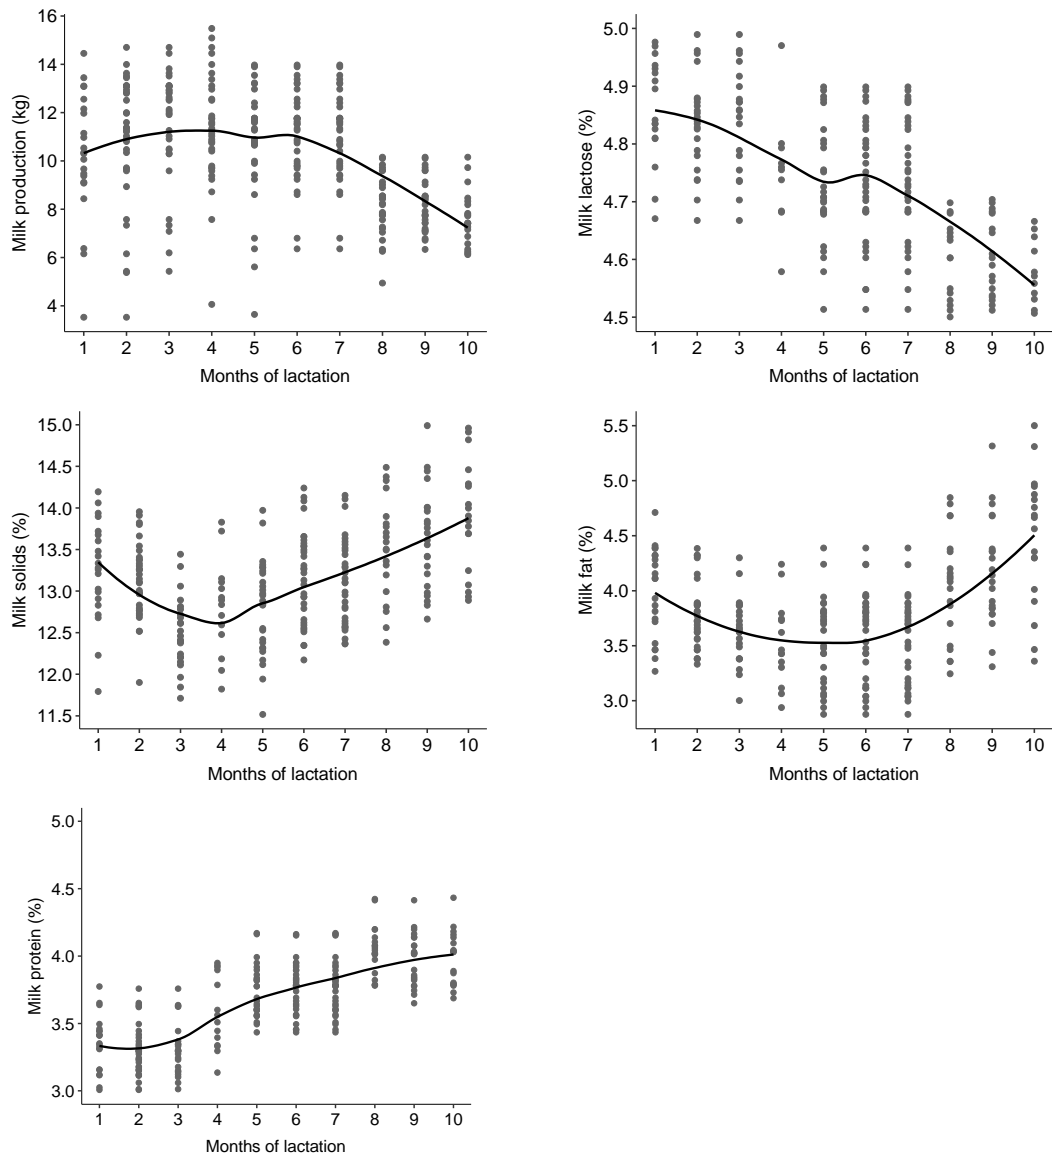 Milk production (kg)
16
14
12
10
8
6
4
1 2 3 4 5 6 7 8 9 10
Months of lactation
Milk lactose (%)
5.0
4.9
4.8
4.7
4.6
4.5
1 2 3 4 5 6 7 8 9 10
Months of lactation
Milk solids (%)
15.0
14.5
14.0
13.5
13.0
12.5
12.0
11.5
1 2 3 4 5 6 7 8 9 10
Months of lactation
Milk fat (%)
5.5
5.0
4.5
4.0
3.5
3.0
1 2 3 4 5 6 7 8 9 10
Months of lactation
Milk protein (%)
5.0
4.5
4.0
3.5
3.0
1 2 3 4 5 6 7 8 9 10
Months of lactation